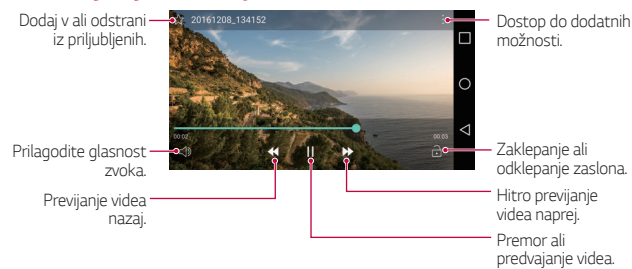 Dodaj v ali odstrani
iz priljubljenih.
20161208_134152
Dostop do dodatnih
možnosti.
00:02
00:03
Prilagodite glasnost
zvoka.
Zaklepanje ali
odklepanje zaslona.
Previjanje videa
nazaj.
Hitro previjanje
videa naprej.
Premor ali
predvajanje videa.